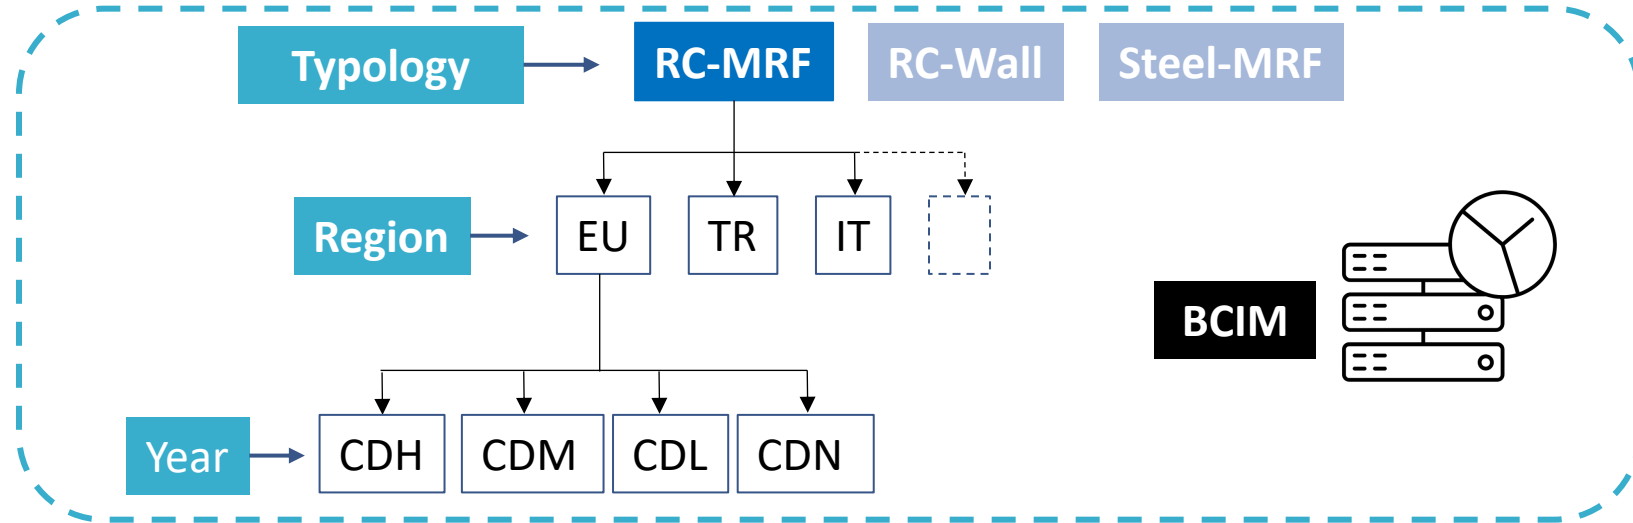 Typology
RC-MRF
RC-Wall
Steel-MRF
Region
EU
TR
IT
BCIM
Year
CDH
CDM
CDL
CDN